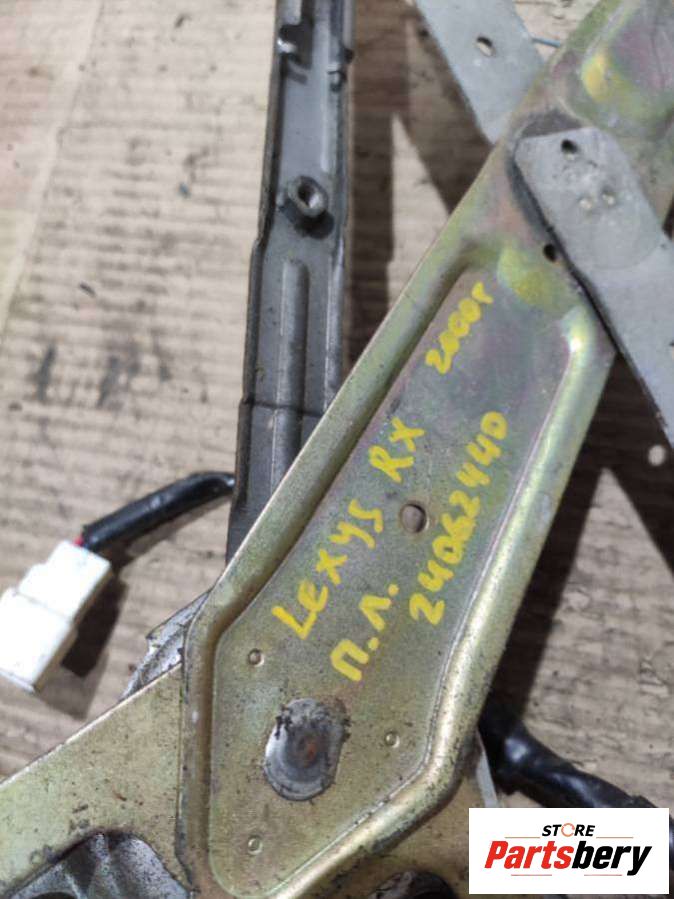 LEXYS RX 2000г
П.Л.
24062440
STORE
Partsbery